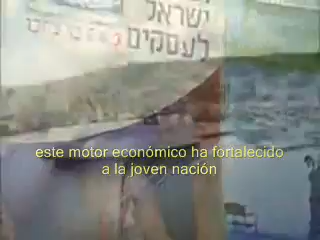 ישראל
לעסקים
este motor económico ha fortalecido
a la joven nación